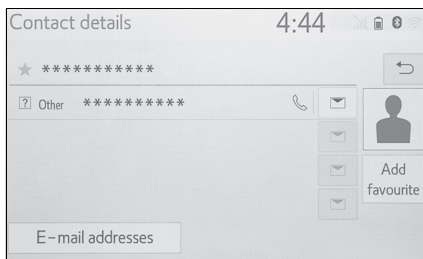 Contact details 4:44
***********
? Other **********
Add
favourite
E-mail addresses